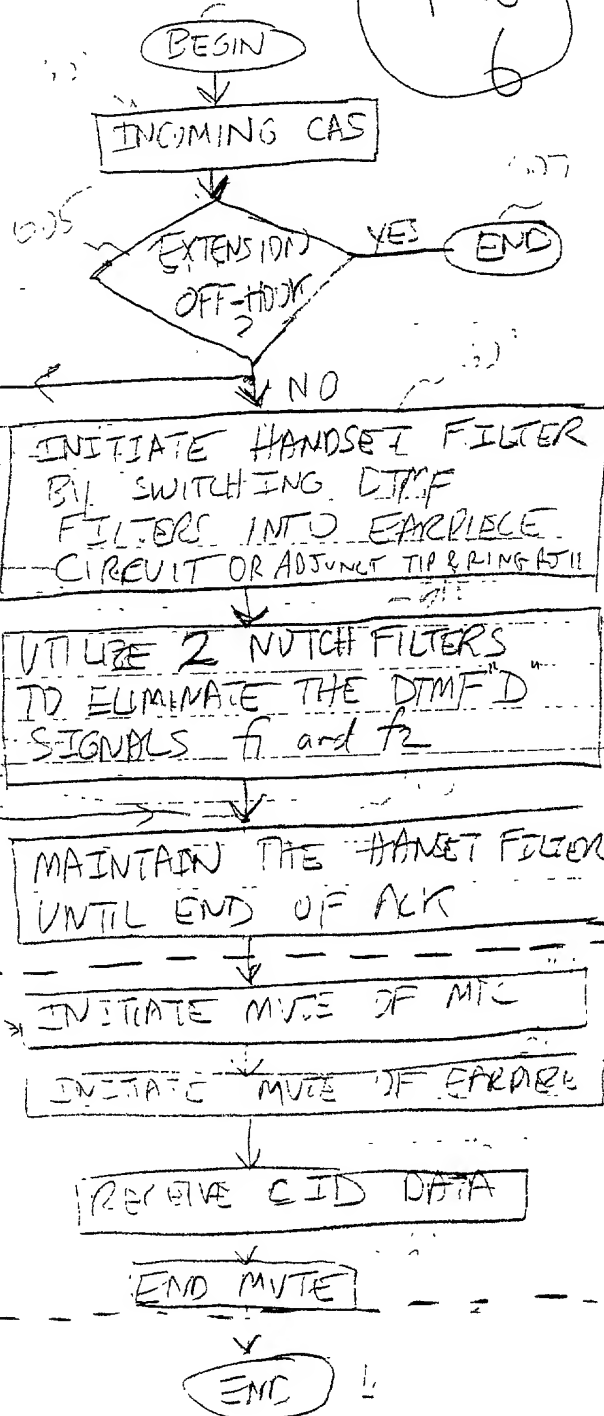 6
BEGIN
INCOMING CAS
EXTENSION
OFF-HOOK
?
YES
END
NO
INITIATE HANDSET FILTER
BY SWITCHING DTMF
FILTERS INTO EARPIECE
CIRCUIT OR ADJUNCT TIP & RING RJ11
UTILIZE 2 NOTCH FILTERS
TO ELIMINATE THE DTMF "D"
SIGNALS f1 and f2
MAINTAIN THE HANSET FILTER
UNTIL END OF ACK
INITIATE MUTE OF MIC
INITIATE MUTE OF EARPIECE
RECEIVE CID DATA
END MUTE
END